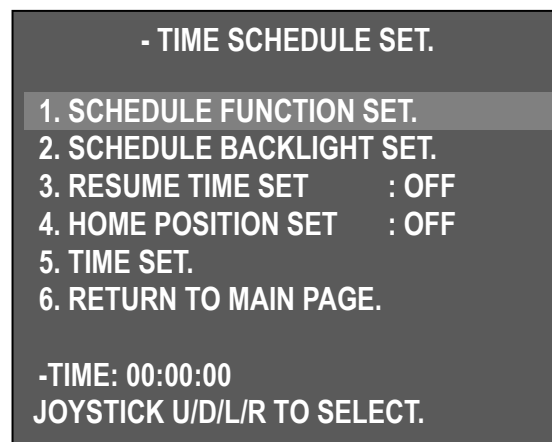 - TIME SCHEDULE SET.
1. SCHEDULE FUNCTION SET.
2. SCHEDULE BACKLIGHT SET.
3. RESUME TIME SET : OFF
4. HOME POSITION SET : OFF
5. TIME SET.
6. RETURN TO MAIN PAGE.
-TIME: 00:00:00
JOYSTICK U/D/L/R TO SELECT.